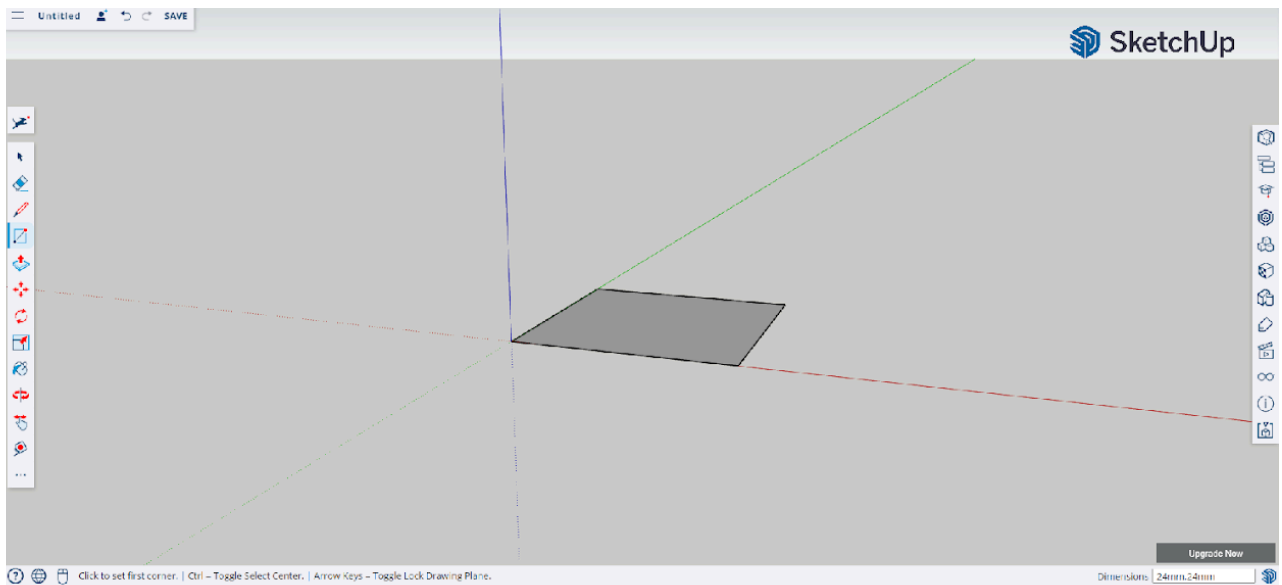 Untitled SAVE
SketchUp
Upgrade Now
Click to set first corner. | Ctrl – Toggle Select Center. | Arrow Keys – Toggle Lock Drawing Plane.
Dimensions 24mm,24mm